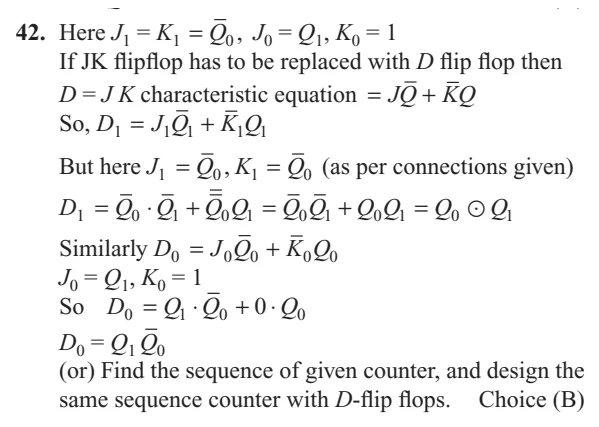 42. Here J₁ = K₁ = Q̅₀, J₀ = Q₁, K₀ = 1
If JK flipflop has to be replaced with D flip flop then
D = J K characteristic equation = JQ̅ + K̅Q
So, D₁ = J₁Q̅₁ + K̅₁Q₁
But here J₁ = Q̅₀, K₁ = Q̅₀ (as per connections given)
D₁ = Q̅₀ · Q̅₁ + Q̿₀Q₁ = Q̅₀Q̅₁ + Q₀Q₁ = Q₀ ⊙ Q₁
Similarly D₀ = J₀Q̅₀ + K̅₀Q₀
J₀ = Q₁, K₀ = 1
So D₀ = Q₁ · Q̅₀ + 0 · Q₀
D₀ = Q₁ Q̅₀
(or) Find the sequence of given counter, and design the
same sequence counter with D-flip flops. Choice (B)